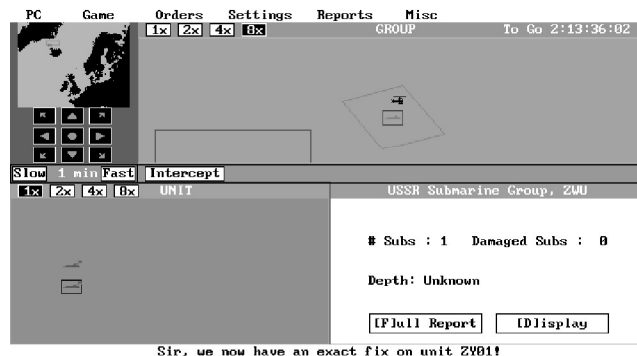 PC Game Orders Settings Reports Misc
1x 2x 4x 8x GROUP To Go 2:13:36:02
Slow 1 min Fast Intercept
1x 2x 4x 8x UNIT USSR Submarine Group, ZWU
# Subs : 1 Damaged Subs : 0
Depth: Unknown
[F]ull Report [D]isplay
Sir, we now have an exact fix on unit ZY01!